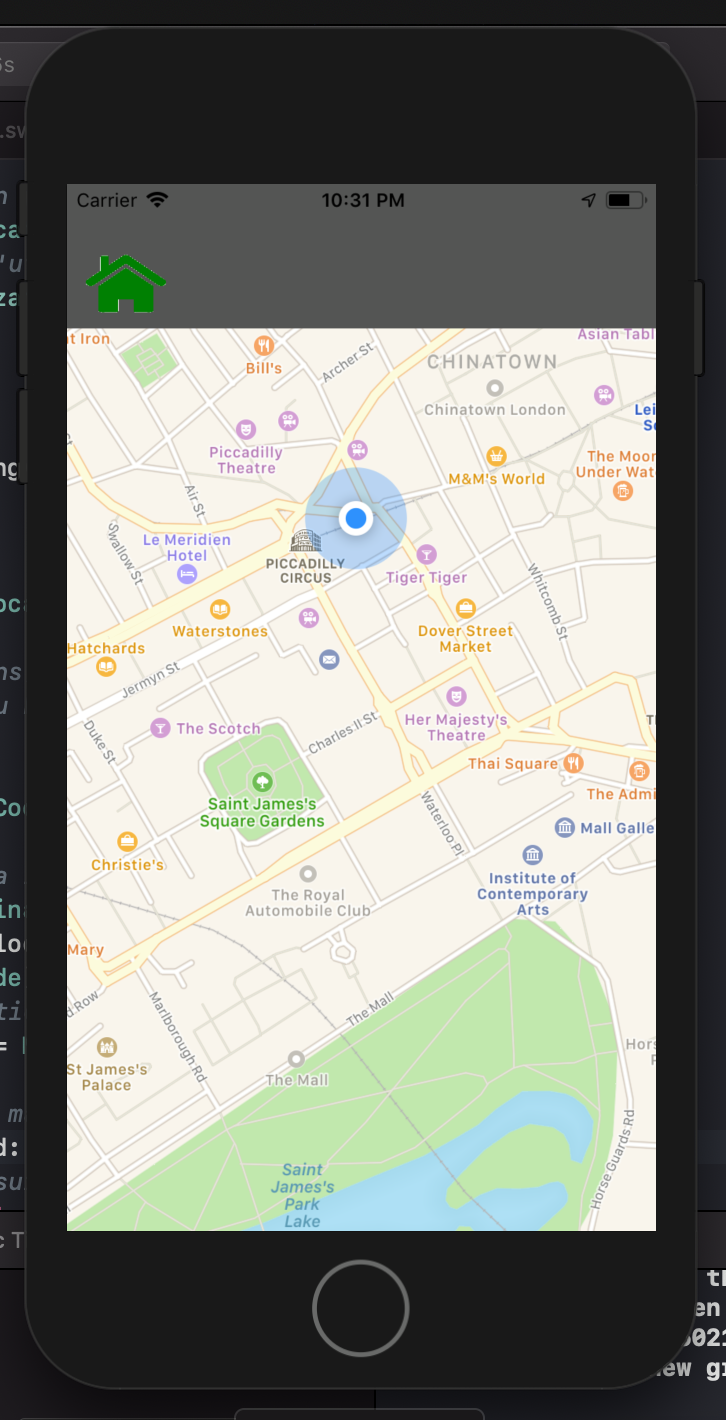 5s
.sw
Carrier
10:31 PM
t Iron
Bill's
Archer St
CHINATOWN
Chinatown London
Asian Tabl
Lei
Piccadilly
Theatre
M&M's World
The Moon
Under Wat
Air St
Swallow St
Le Meridien
Hotel
PICCADILLY
CIRCUS
Tiger Tiger
Whitcomb St
Waterstones
Dover Street
Market
Hatchards
Jermyn St
Duke St
The Scotch
Charles II St
Her Majesty's
Theatre
Thai Square
The Admi
Saint James's
Square Gardens
Waterloo Pl
Mall Galle
Christie's
Institute of
Contemporary
Arts
The Royal
Automobile Club
Mary
d Row
Marlborough Rd
The Mall
St James's
Palace
The Mall
Hors
Horse Guards Rd
Saint
James's
Park
Lake